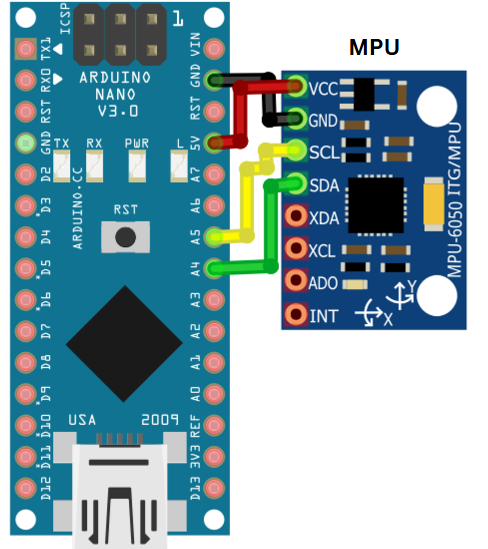 MPU
ICSP
1
TX1
RX0
RST
GND
D2
D3
D4
D5
D6
D7
D8
D9
D10
D11
D12
VIN
GND
RST
5V
A7
A6
A5
A4
A3
A2
A1
A0
REF
3V3
D13
ARDUINO
NANO
V3.0
TX RX PWR L
RST
ARDUINO.CC
USA 2009
VCC
GND
SCL
SDA
XDA
XCL
ADO
INT
MPU-6050 ITG/MPU
Y
X